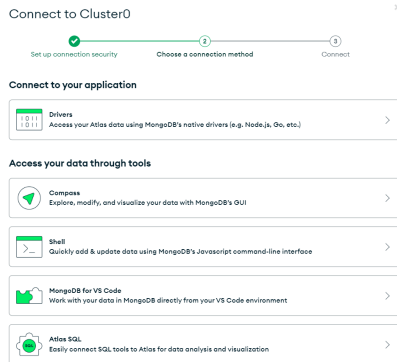 Connect to Cluster0
2
3
Set up connection security
Choose a connection method
Connect
Connect to your application
Drivers
Access your Atlas data using MongoDB's native drivers (e.g. Node.js, Go, etc.)
Access your data through tools
Compass
Explore, modify, and visualize your data with MongoDB's GUI
Shell
Quickly add & update data using MongoDB's Javascript command-line interface
MongoDB for VS Code
Work with your data in MongoDB directly from your VS Code environment
SQL
Atlas SQL
Easily connect SQL tools to Atlas for data analysis and visualization